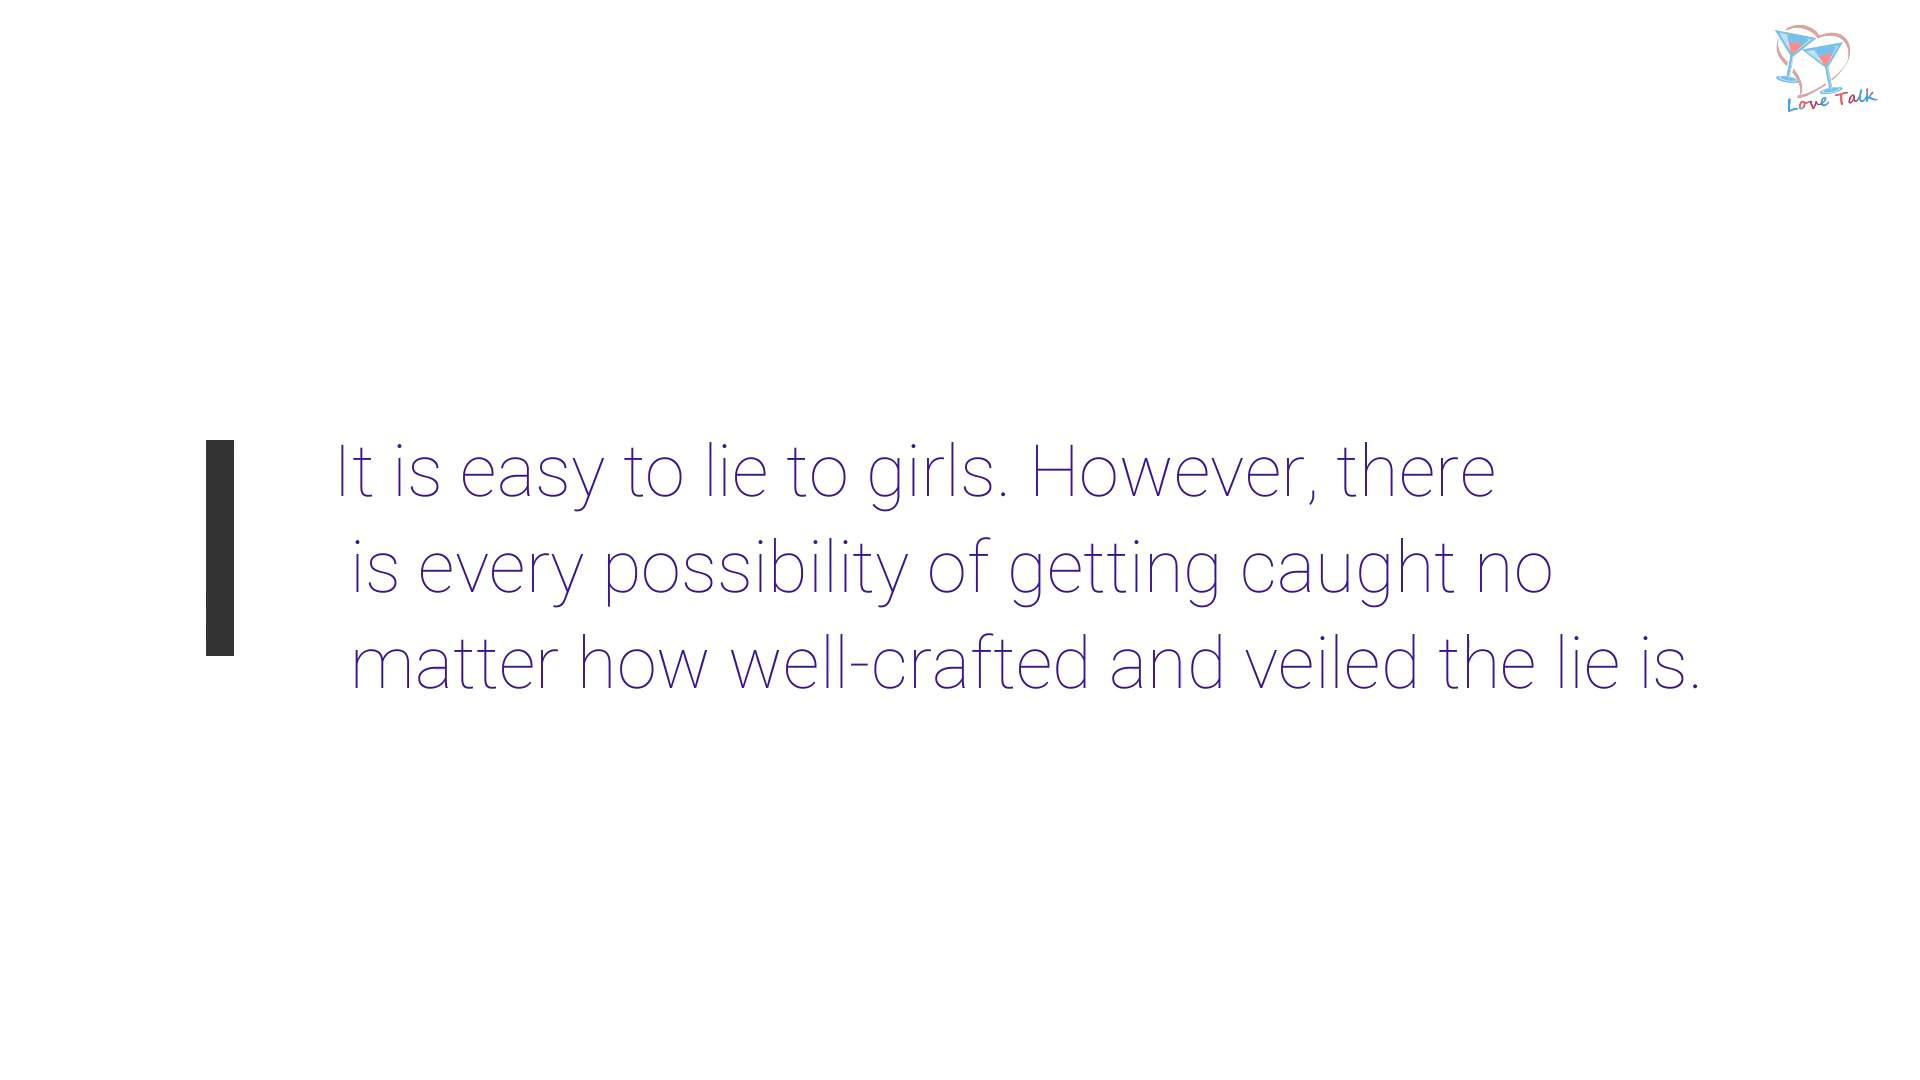 Love Talk
It is easy to lie to girls. However, there
is every possibility of getting caught no
matter how well-crafted and veiled the lie is.